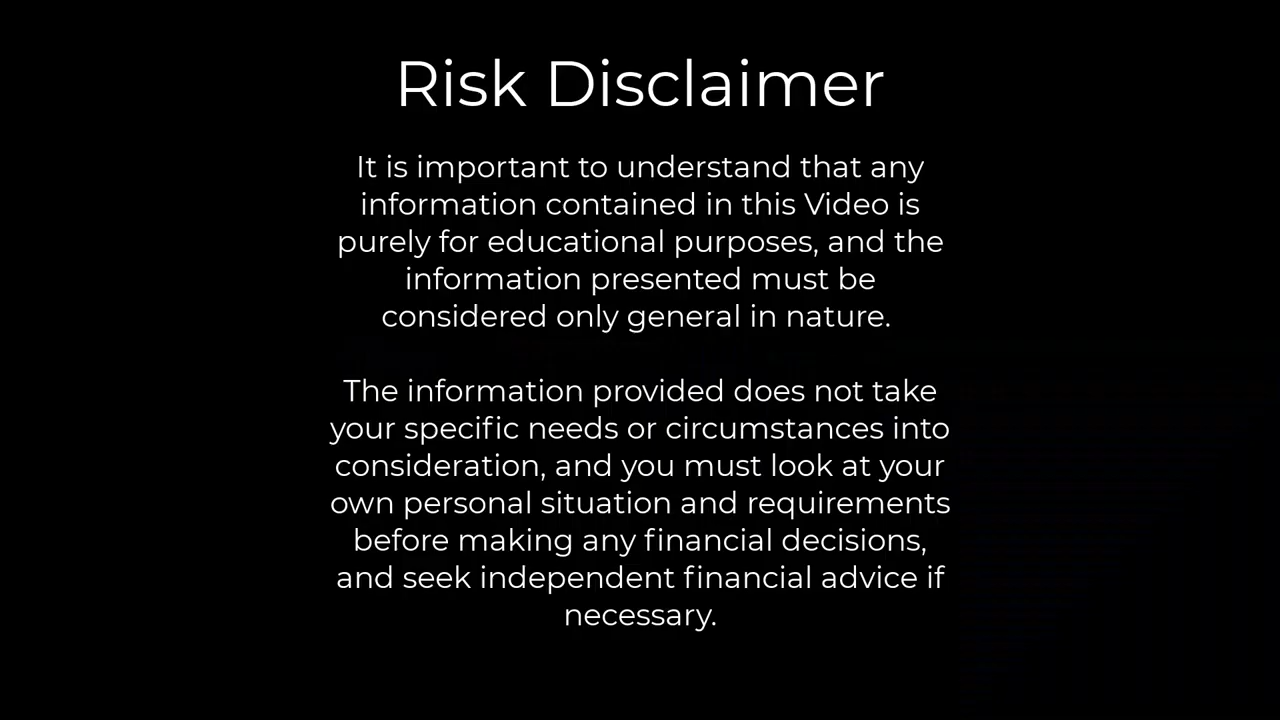 Risk Disclaimer
It is important to understand that any
information contained in this Video is
purely for educational purposes, and the
information presented must be
considered only general in nature.
The information provided does not take
your specific needs or circumstances into
consideration, and you must look at your
own personal situation and requirements
before making any financial decisions,
and seek independent financial advice if
necessary.